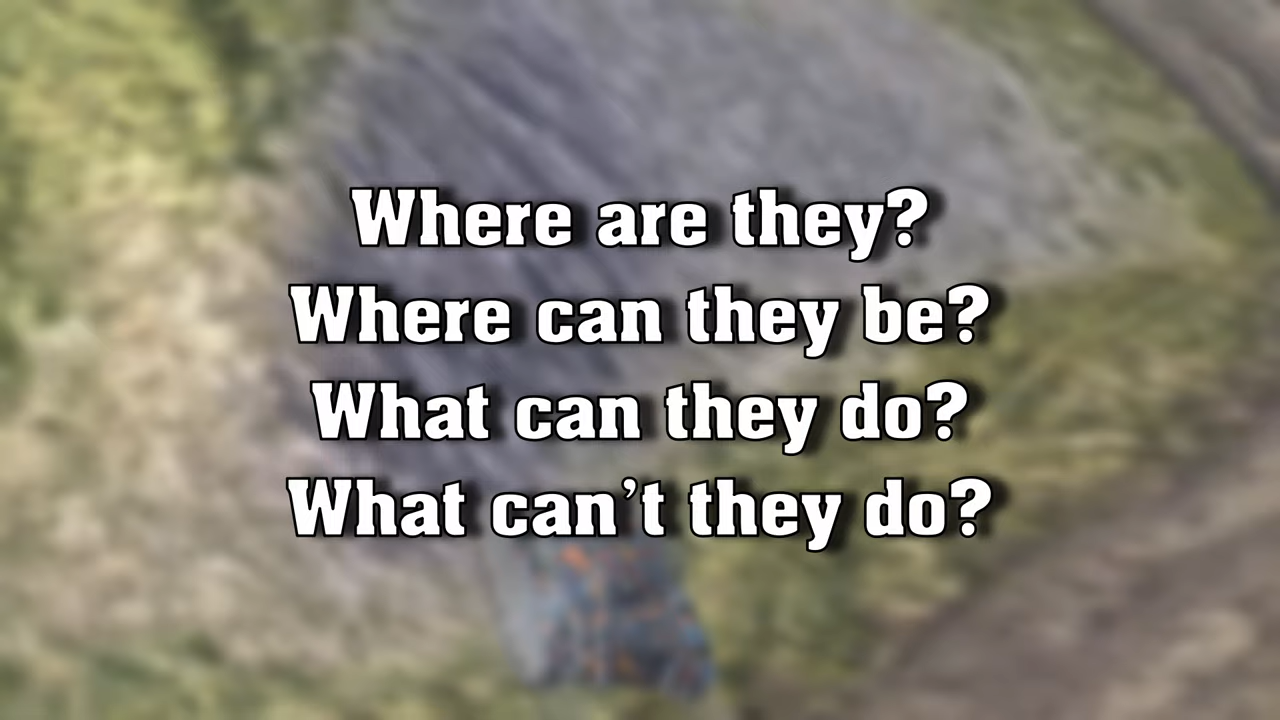 Where are they?
Where can they be?
What can they do?
What can’t they do?